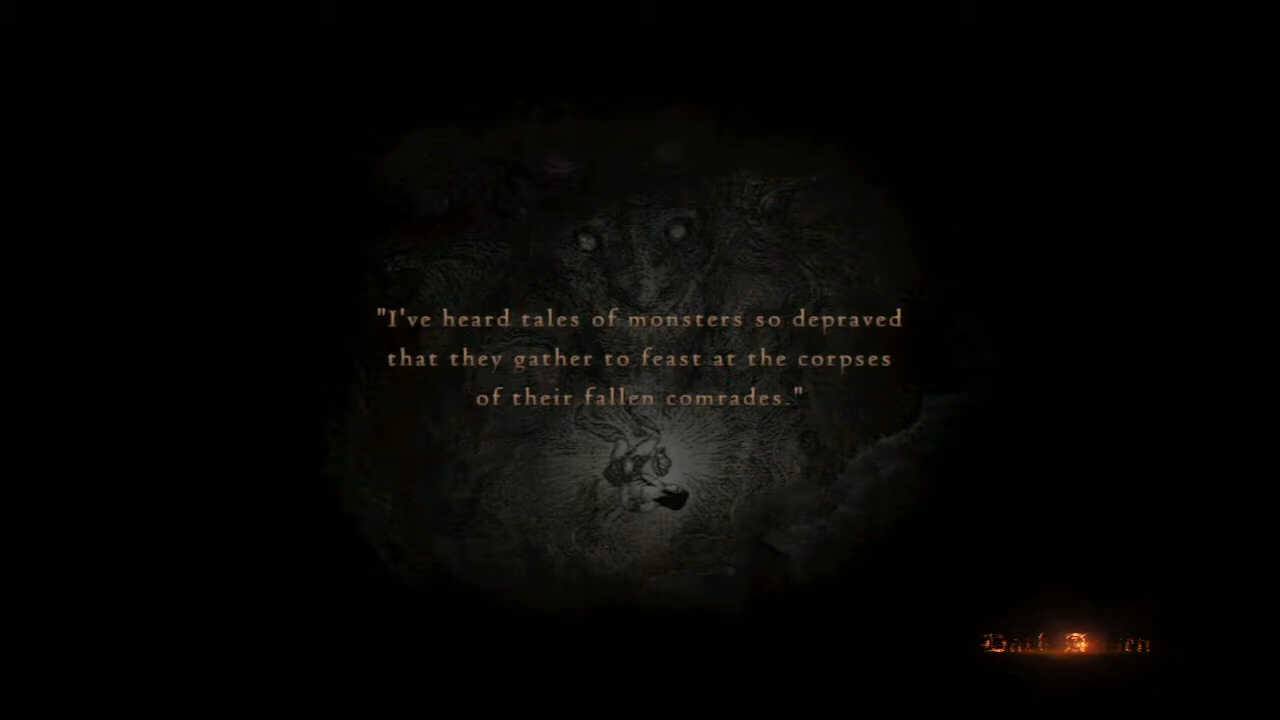 "I've heard tales of monsters so depraved
that they gather to feast at the corpses
of their fallen comrades."
Dark